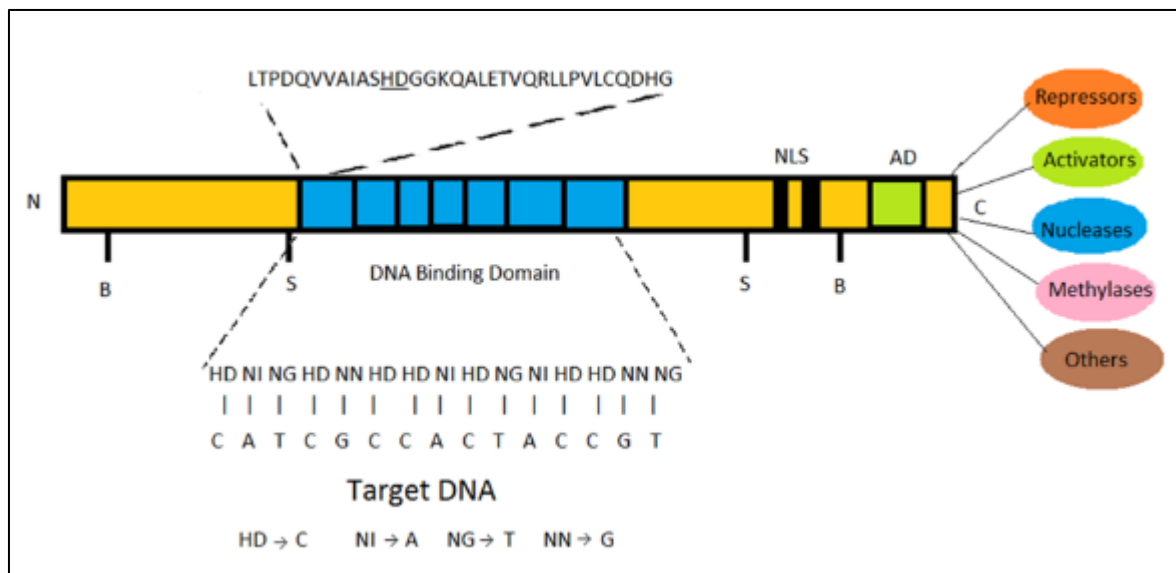 LTPDQVVAIASHDGGKQALETVQRLLPVLCQDHG
Repressors
NLS AD
Activators
N
C
Nucleases
B S DNA Binding Domain S B
Methylases
Others
HD NI NG HD NN HD HD NI HD NG NI HD HD NN NG
| | | | | | | | | | | | | | |
C A T C G C C A C T A C C G T
Target DNA
HD → C NI → A NG → T NN → G